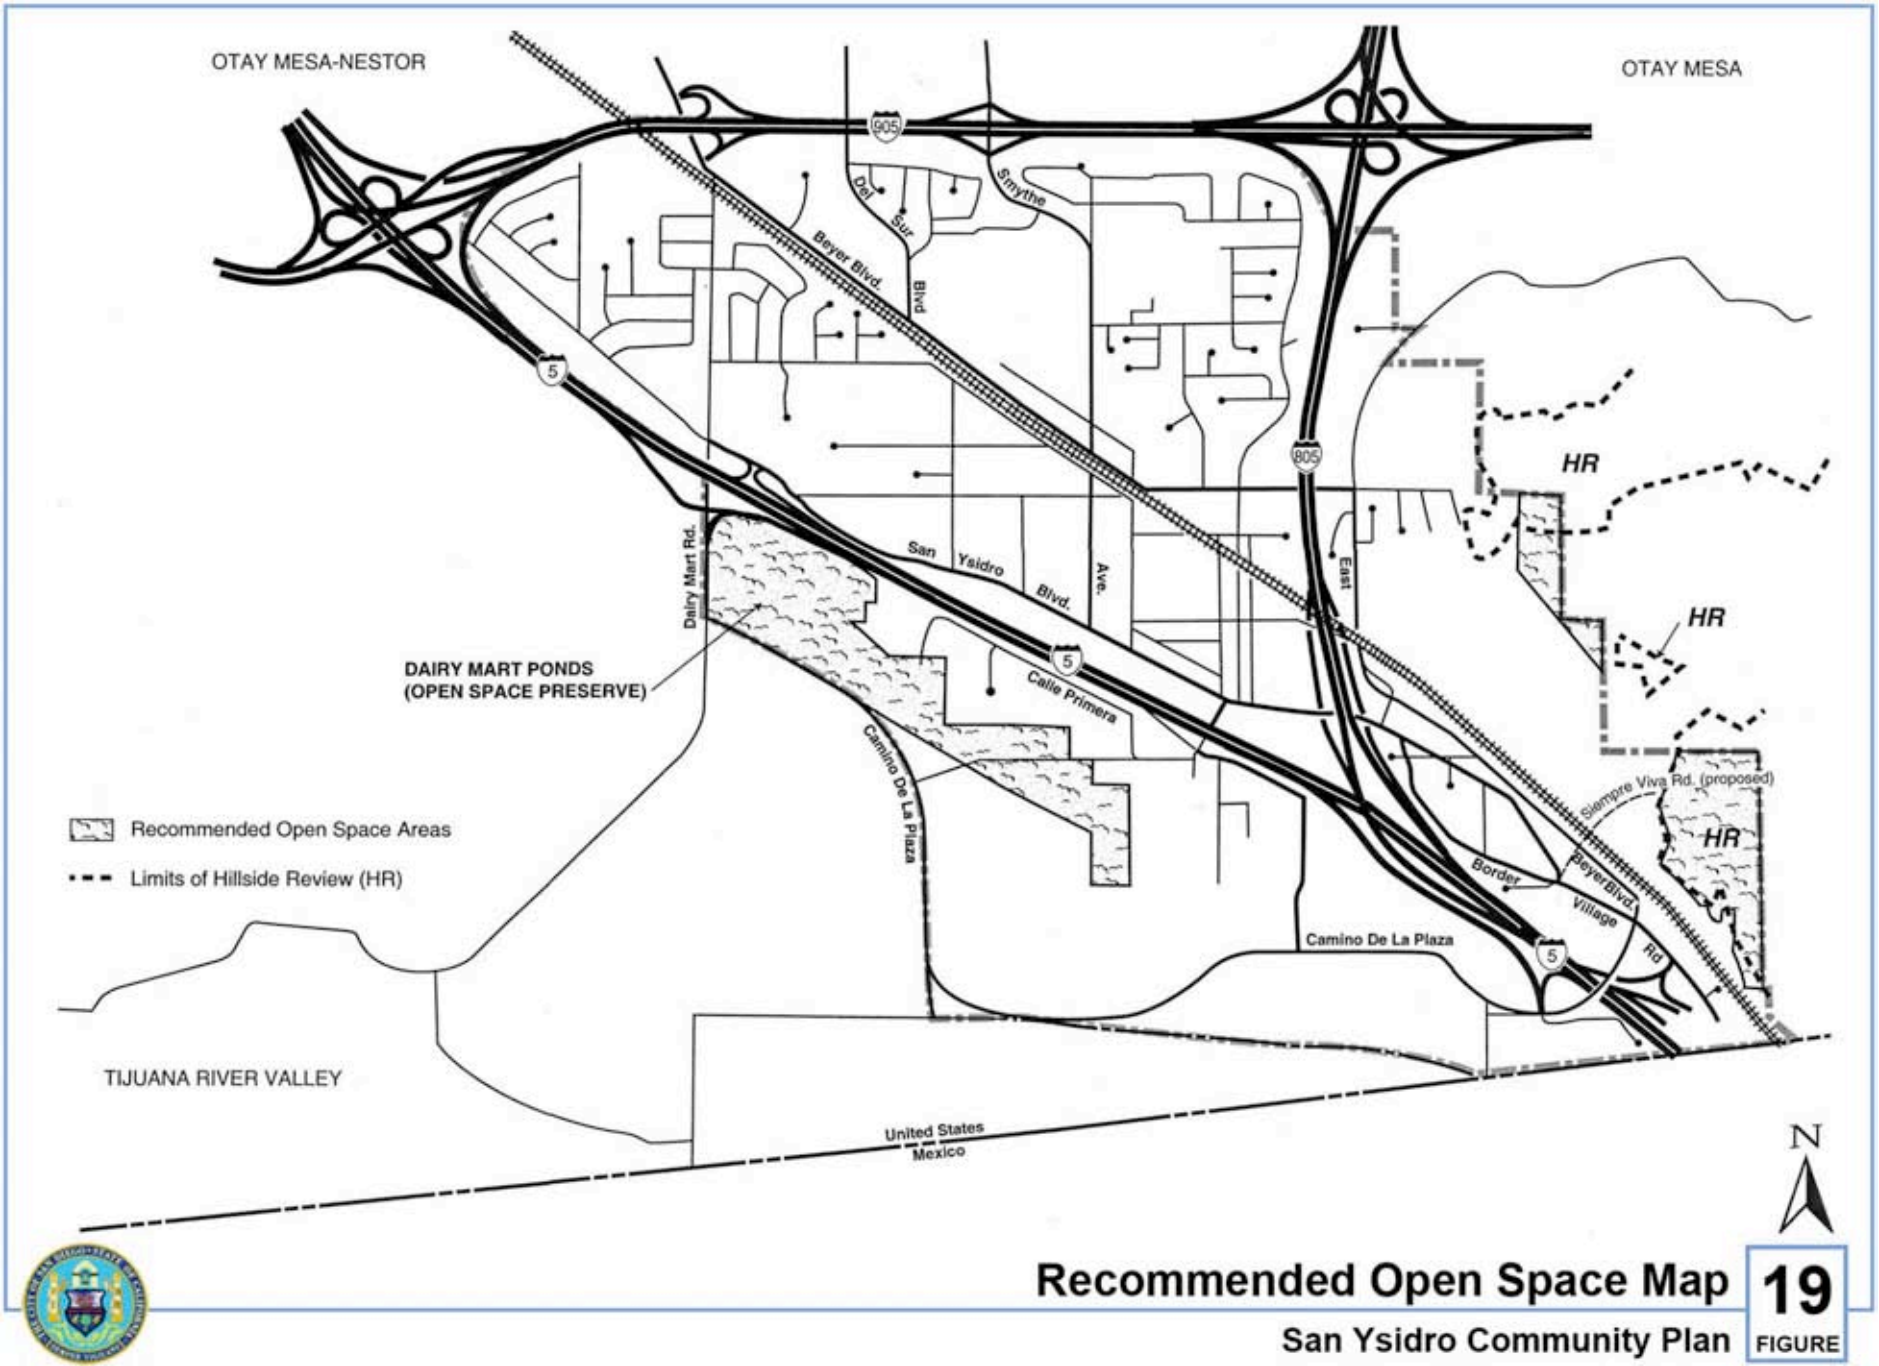 OTAY MESA-NESTOR
OTAY MESA
905
Del
Sur
Blvd
Smythe
Beyer Blvd.
5
805
HR
San
Ysidro
Blvd.
Ave.
East
Dairy Mart Rd.
HR
DAIRY MART PONDS
(OPEN SPACE PRESERVE)
5
Calle Primera
Camino De La Plaza
Siempre Viva Rd. (proposed)
HR
Recommended Open Space Areas
Limits of Hillside Review (HR)
Border
Village
Rd
Beyer Blvd.
Camino De La Plaza
5
TIJUANA RIVER VALLEY
United States
Mexico
N
Recommended Open Space Map
San Ysidro Community Plan
19
FIGURE